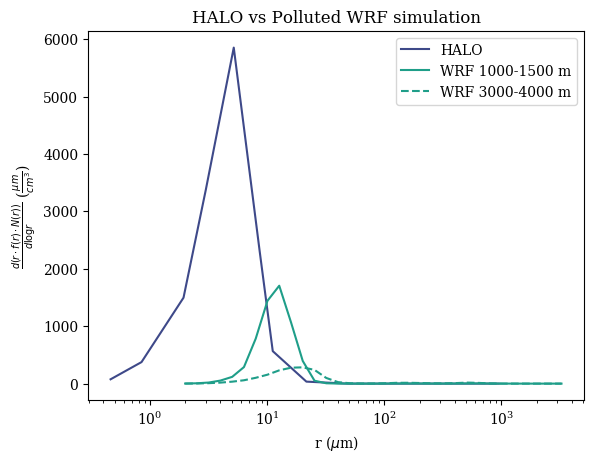 HALO vs Polluted WRF simulation
HALO
WRF 1000-1500 m
WRF 3000-4000 m
6000
5000
4000
3000
2000
1000
0
d(r · f(r) · N(r)) / dlogr (μm / cm³)
10⁰ 10¹ 10² 10³
r (μm)